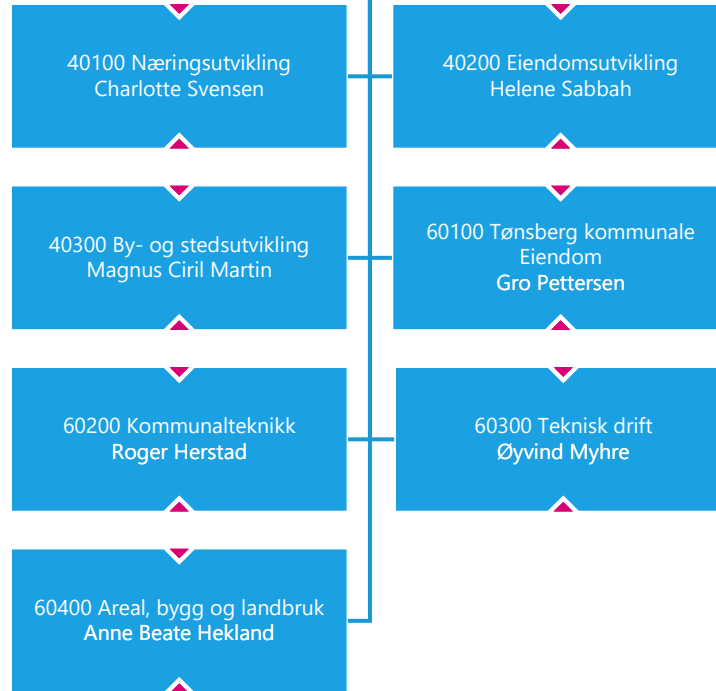 40100 Næringsutvikling
Charlotte Svensen
40200 Eiendomsutvikling
Helene Sabbah
40300 By- og stedsutvikling
Magnus Ciril Martin
60100 Tønsberg kommunale
Eiendom
Gro Pettersen
60200 Kommunalteknikk
Roger Herstad
60300 Teknisk drift
Øyvind Myhre
60400 Areal, bygg og landbruk
Anne Beate Hekland